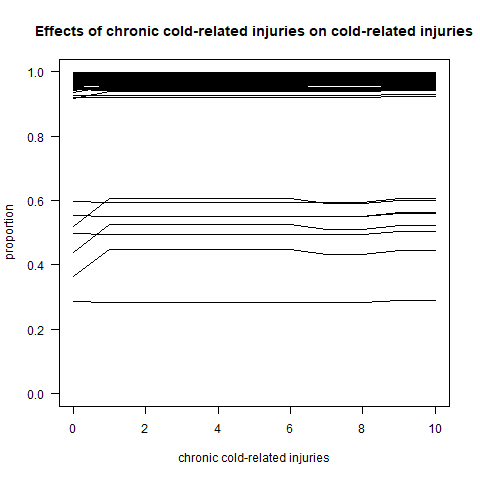 Effects of chronic cold-related injuries on cold-related injuries
1.0
0.8
0.6
0.4
0.2
0.0
proportion
0 2 4 6 8 10
chronic cold-related injuries